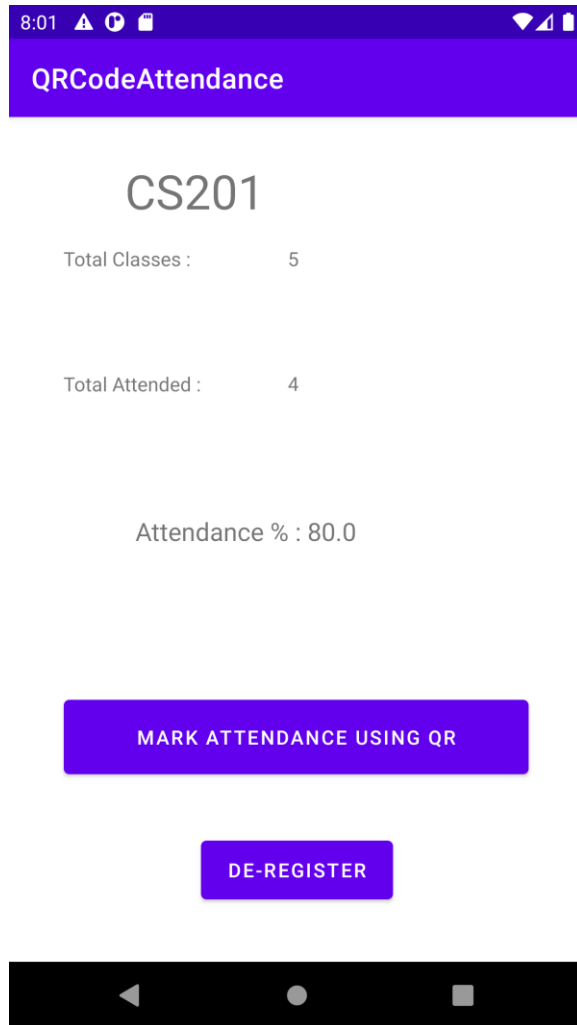 8:01
QRCodeAttendance
CS201
Total Classes : 5
Total Attended : 4
Attendance % : 80.0
MARK ATTENDANCE USING QR
DE-REGISTER